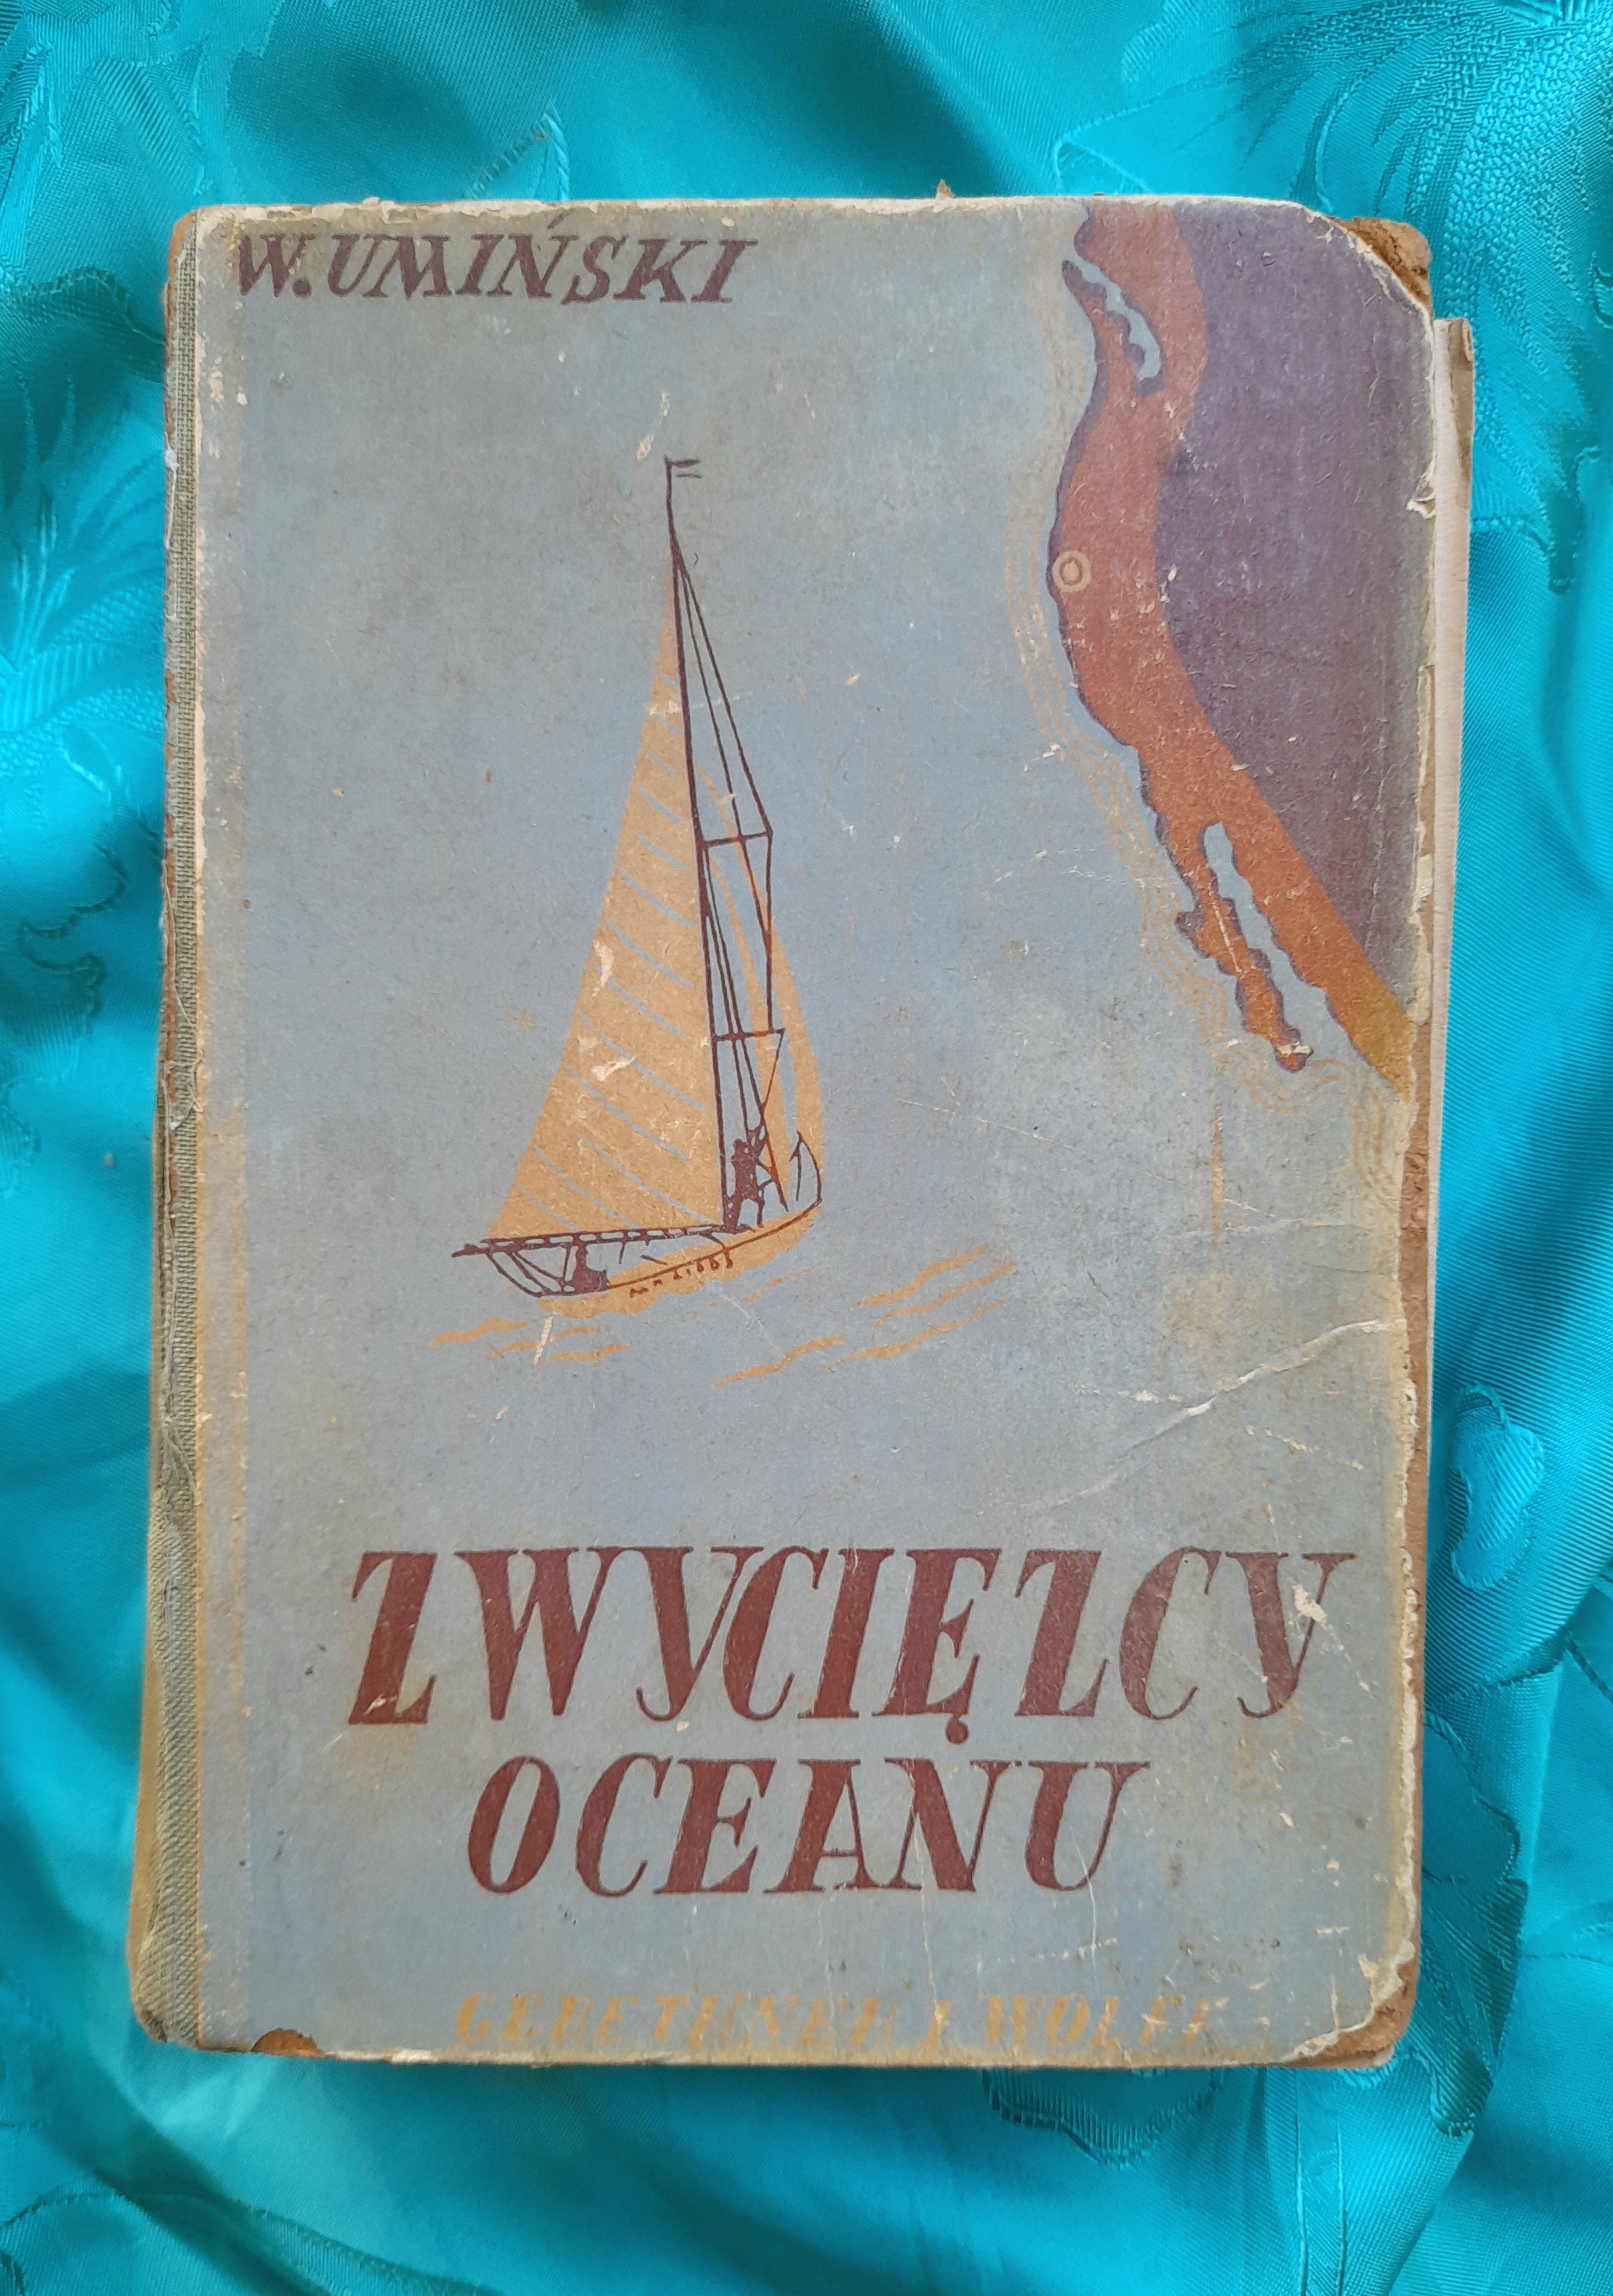 W. UMIŃSKI
ZWYCIĘZCY
OCEANU
GEBETHNER I WOLFF